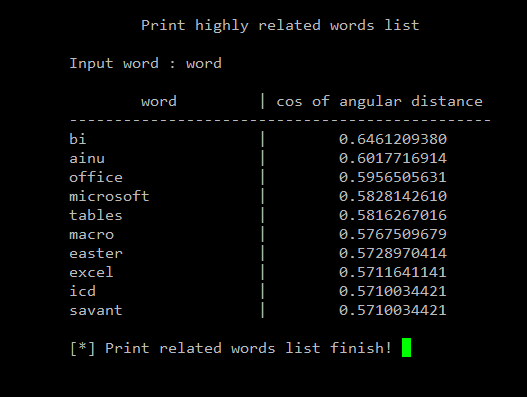 Print highly related words list
Input word : word
word | cos of angular distance
-----------------------------------------------
bi | 0.6461209380
ainu | 0.6017716914
office | 0.5956505631
microsoft | 0.5828142610
tables | 0.5816267016
macro | 0.5767509679
easter | 0.5728970414
excel | 0.5711641141
icd | 0.5710034421
savant | 0.5710034421
[*] Print related words list finish!